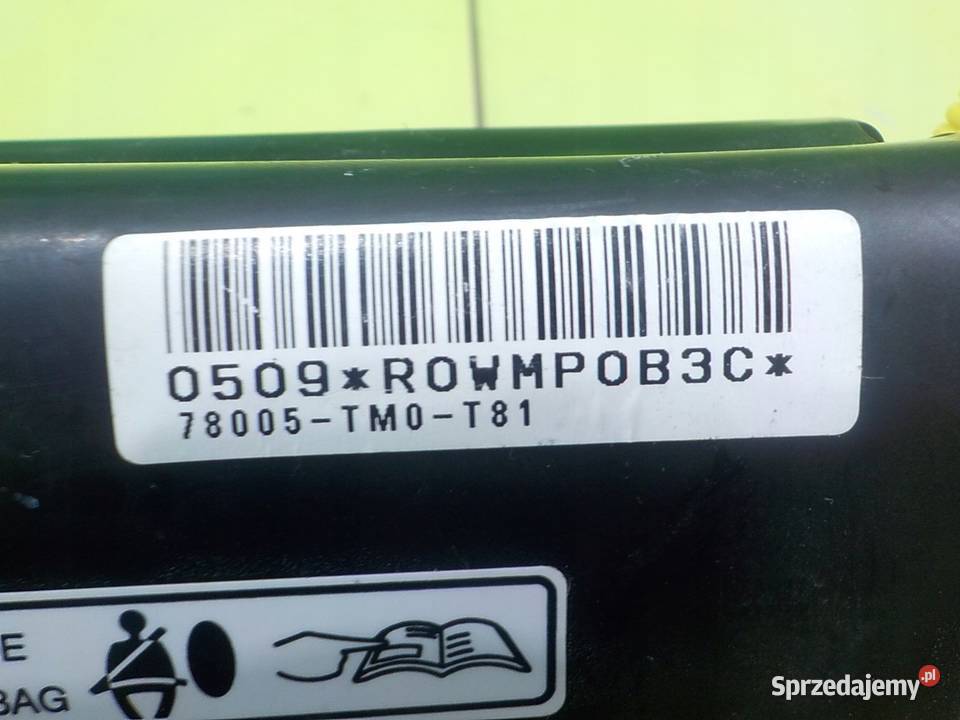 0509*R0WMP0B3C*
78005-TM0-T81
E
BAG
Sprzedajemy.pl